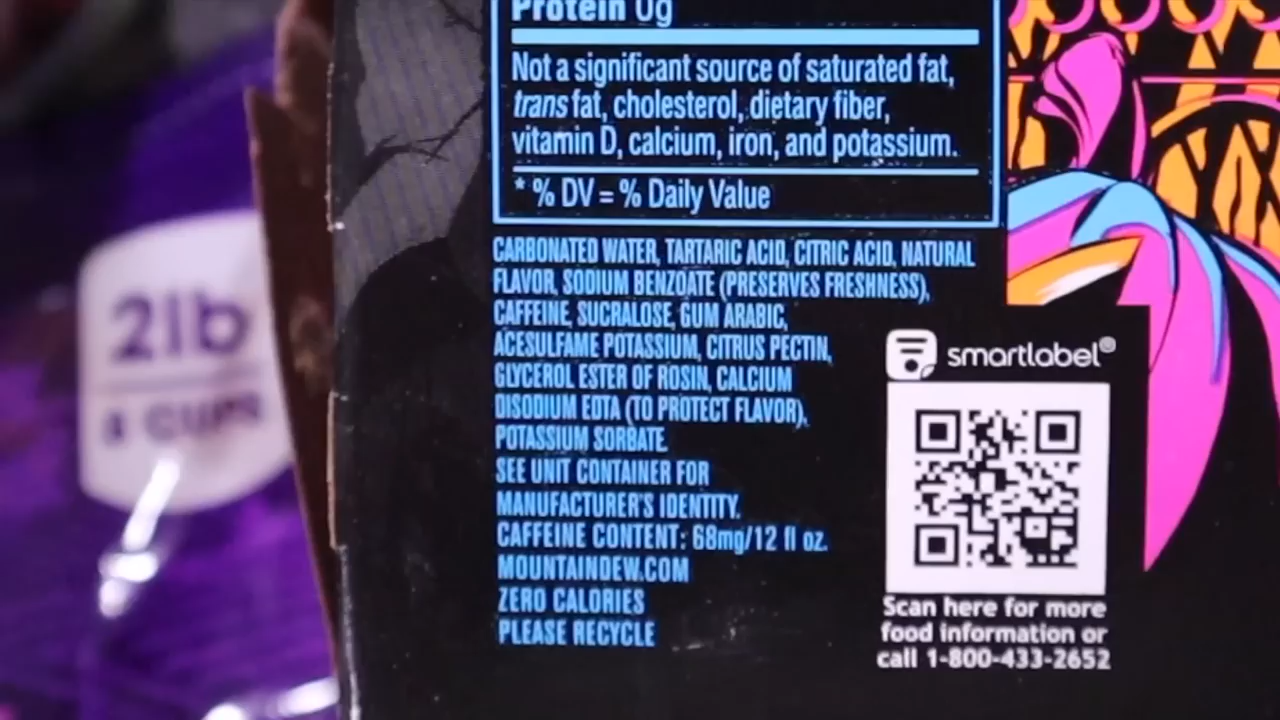 Protein 0g
Not a significant source of saturated fat,
trans fat, cholesterol, dietary fiber,
vitamin D, calcium, iron, and potassium.
* % DV = % Daily Value
CARBONATED WATER, TARTARIC ACID, CITRIC ACID, NATURAL
FLAVOR, SODIUM BENZOATE (PRESERVES FRESHNESS),
CAFFEINE, SUCRALOSE, GUM ARABIC,
ACESULFAME POTASSIUM, CITRUS PECTIN,
GLYCEROL ESTER OF ROSIN, CALCIUM
DISODIUM EDTA (TO PROTECT FLAVOR),
POTASSIUM SORBATE.
SEE UNIT CONTAINER FOR
MANUFACTURER'S IDENTITY.
CAFFEINE CONTENT: 68mg/12 fl oz.
MOUNTAINDEW.COM
ZERO CALORIES
PLEASE RECYCLE
smartlabel®
Scan here for more
food information or
call 1-800-433-2652
2lb
8 CUPS